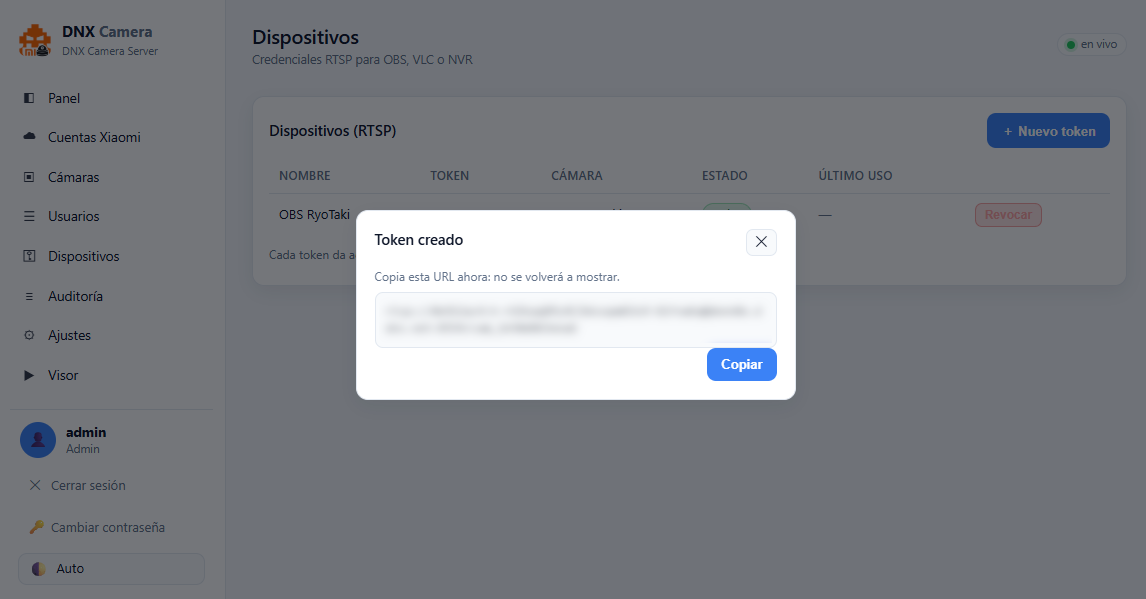 DNX Camera
DNX Camera Server
Panel
Cuentas Xiaomi
Cámaras
Usuarios
Dispositivos
Auditoría
Ajustes
Visor
admin
Admin
Cerrar sesión
Cambiar contraseña
Auto
Dispositivos
Credenciales RTSP para OBS, VLC o NVR
en vivo
Dispositivos (RTSP)
+ Nuevo token
NOMBRE TOKEN CÁMARA ESTADO ÚLTIMO USO
OBS RyoTaki — Revocar
Cada token da
Token creado
Copia esta URL ahora: no se volverá a mostrar.
Copiar